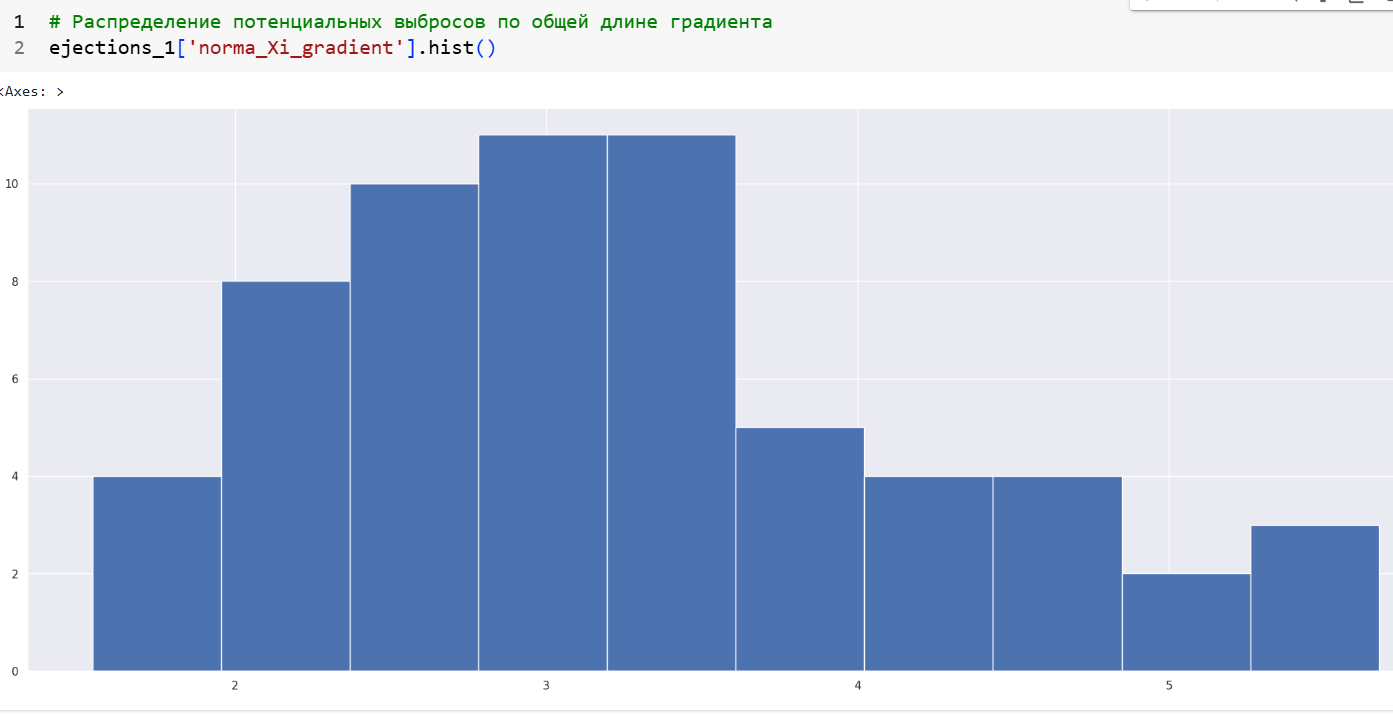 1 # Распределение потенциальных выбросов по общей длине градиента
2 ejections_1['norma_Xi_gradient'].hist()
<Axes: >
10
8
6
4
2
0
2 3 4 5